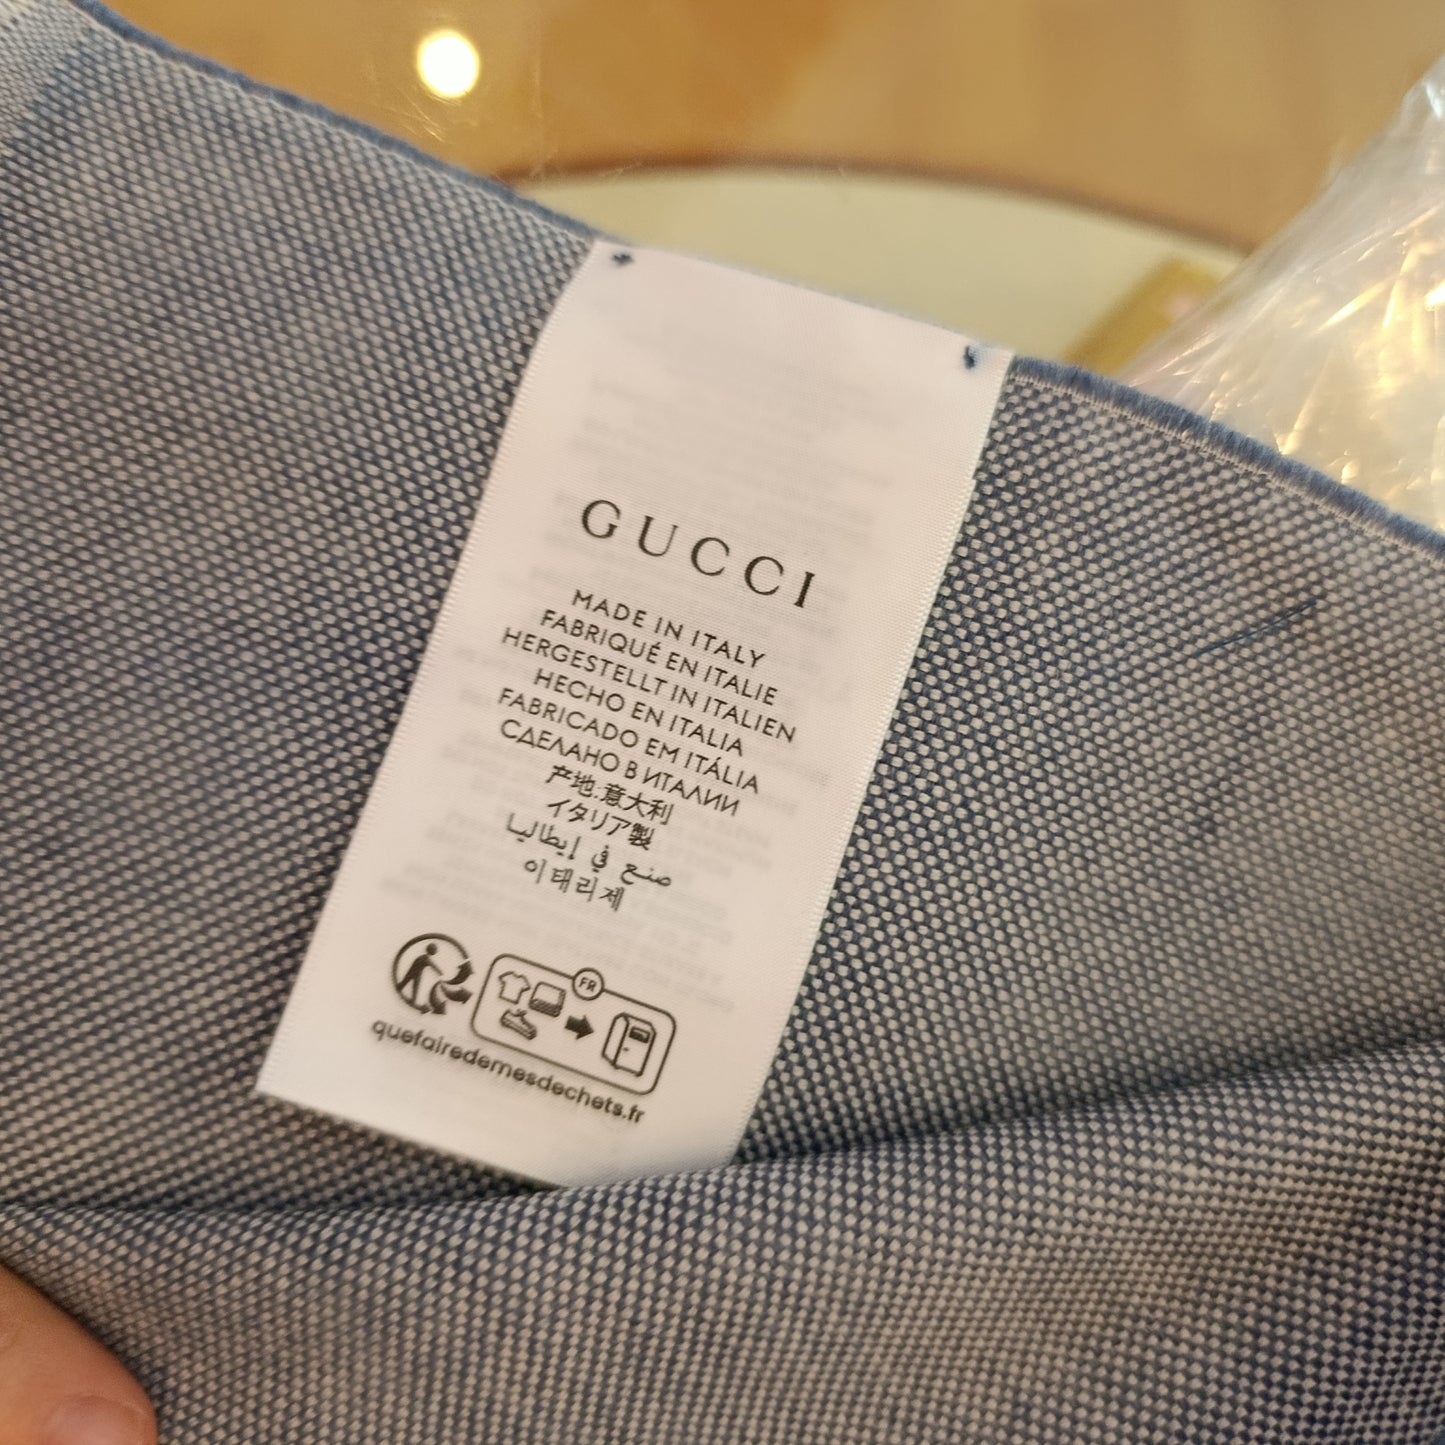 GUCCI
MADE IN ITALY
FABRIQUÉ EN ITALIE
HERGESTELLT IN ITALIEN
HECHO EN ITALIA
FABRICADO EM ITÁLIA
СДЕЛАНО В ИТАЛИИ
产地:意大利
イタリア製
صنع في إيطاليا
이태리제
FR
quefairedemesdechets.fr